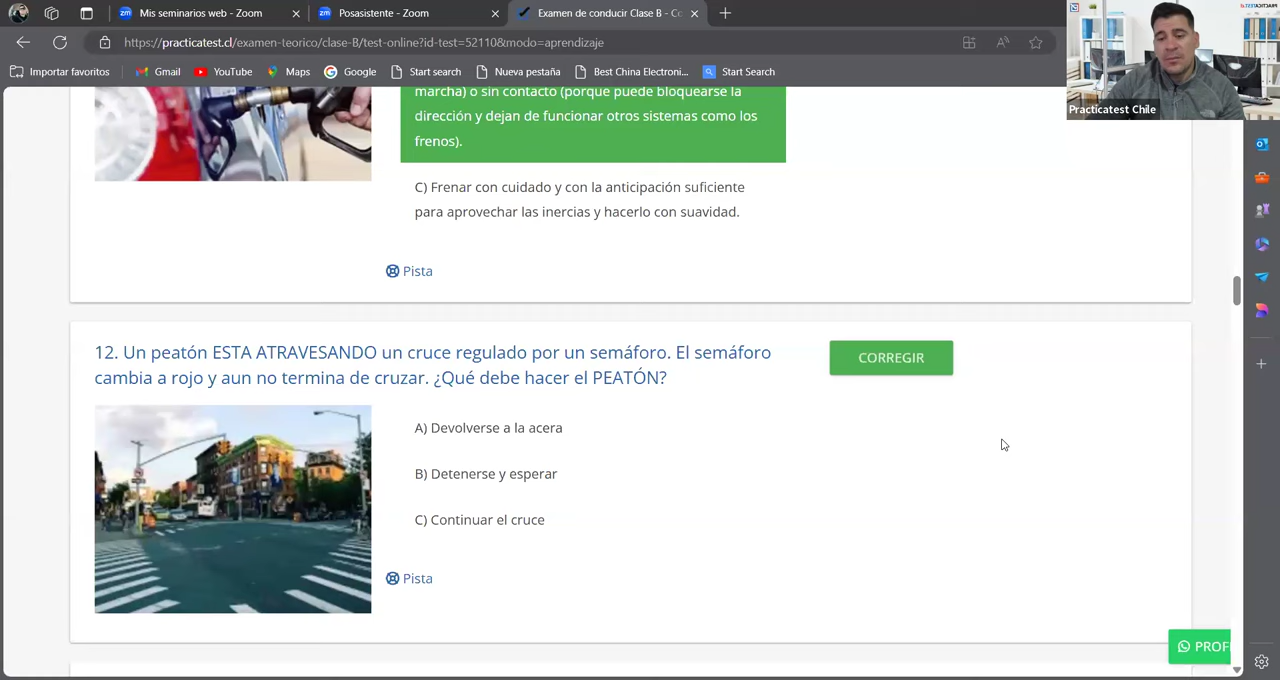 Mis seminarios web - Zoom
Posasistente - Zoom
Examen de conducir Clase B - Co
https://practicatest.cl/examen-teorico/clase-B/test-online?id-test=52110&modo=aprendizaje
Importar favoritos
Gmail
YouTube
Maps
Google
Start search
Nueva pestaña
Best China Electroni...
Start Search
Practicatest Chile
marcha) o sin contacto (porque puede bloquearse la
dirección y dejan de funcionar otros sistemas como los
frenos).
C) Frenar con cuidado y con la anticipación suficiente
para aprovechar las inercias y hacerlo con suavidad.
Pista
12. Un peatón ESTA ATRAVESANDO un cruce regulado por un semáforo. El semáforo
cambia a rojo y aun no termina de cruzar. ¿Qué debe hacer el PEATÓN?
CORREGIR
A) Devolverse a la acera
B) Detenerse y esperar
C) Continuar el cruce
Pista
PROF